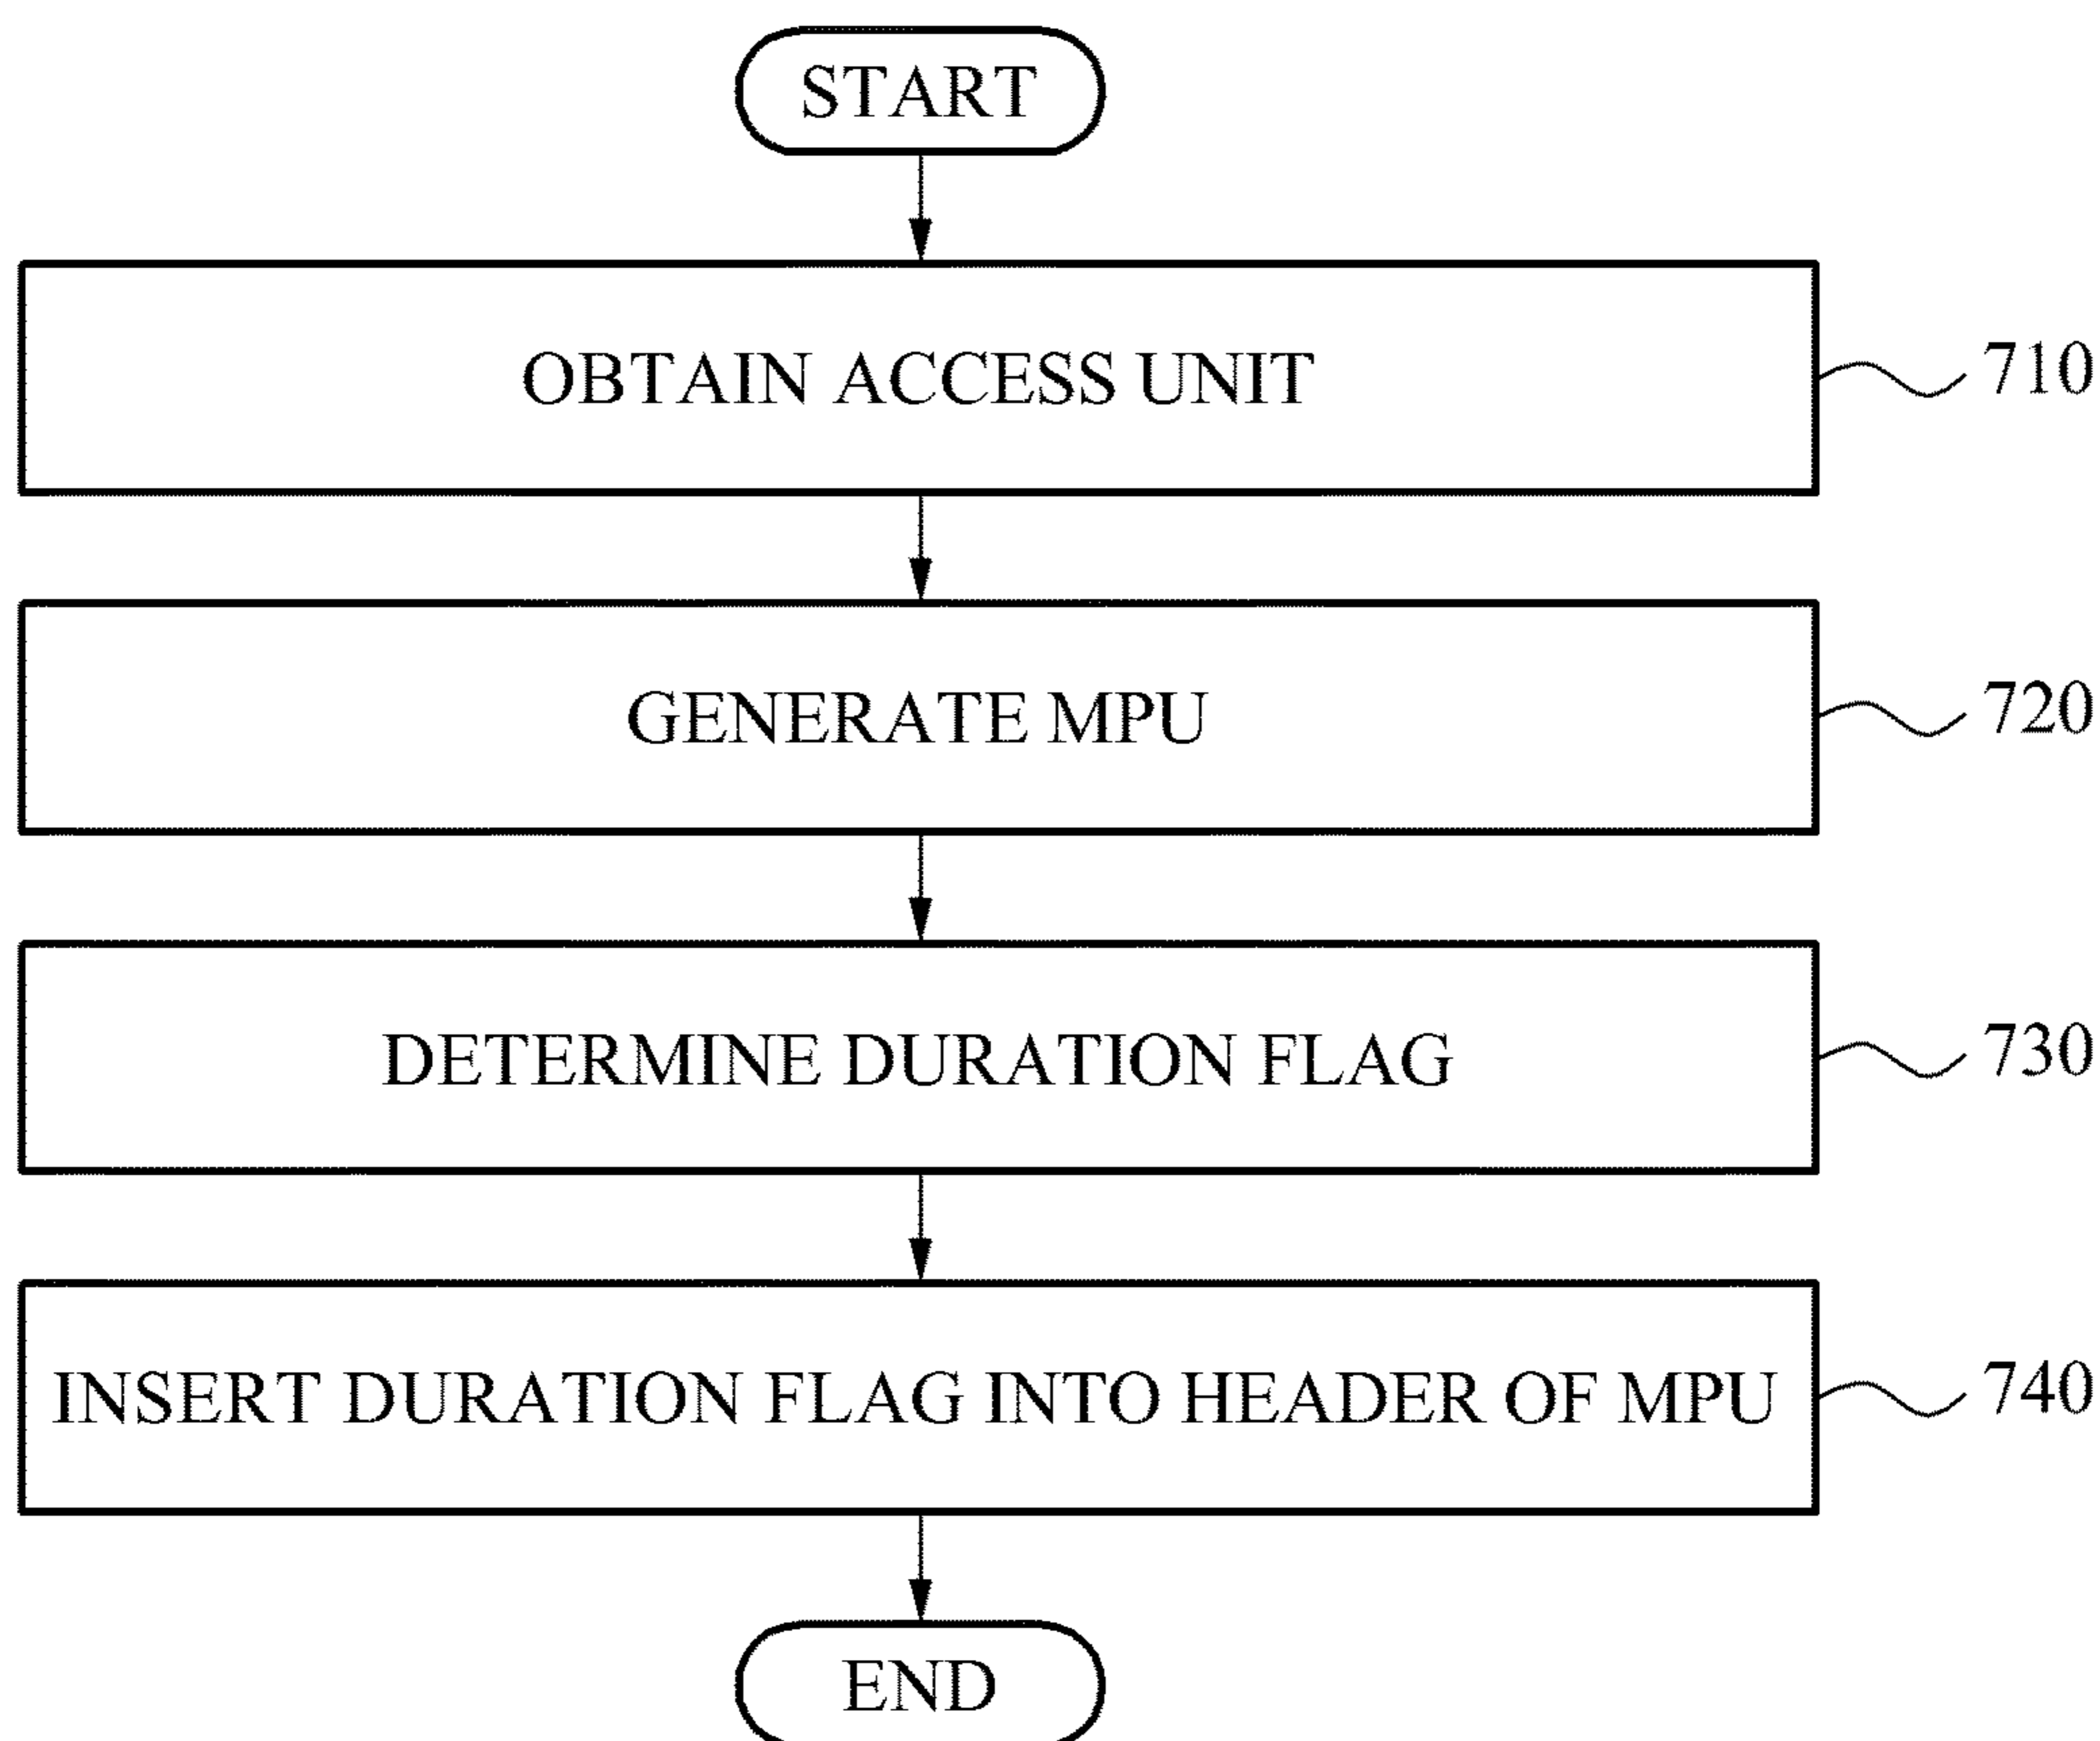 START
OBTAIN ACCESS UNIT 710
GENERATE MPU 720
DETERMINE DURATION FLAG 730
INSERT DURATION FLAG INTO HEADER OF MPU 740
END